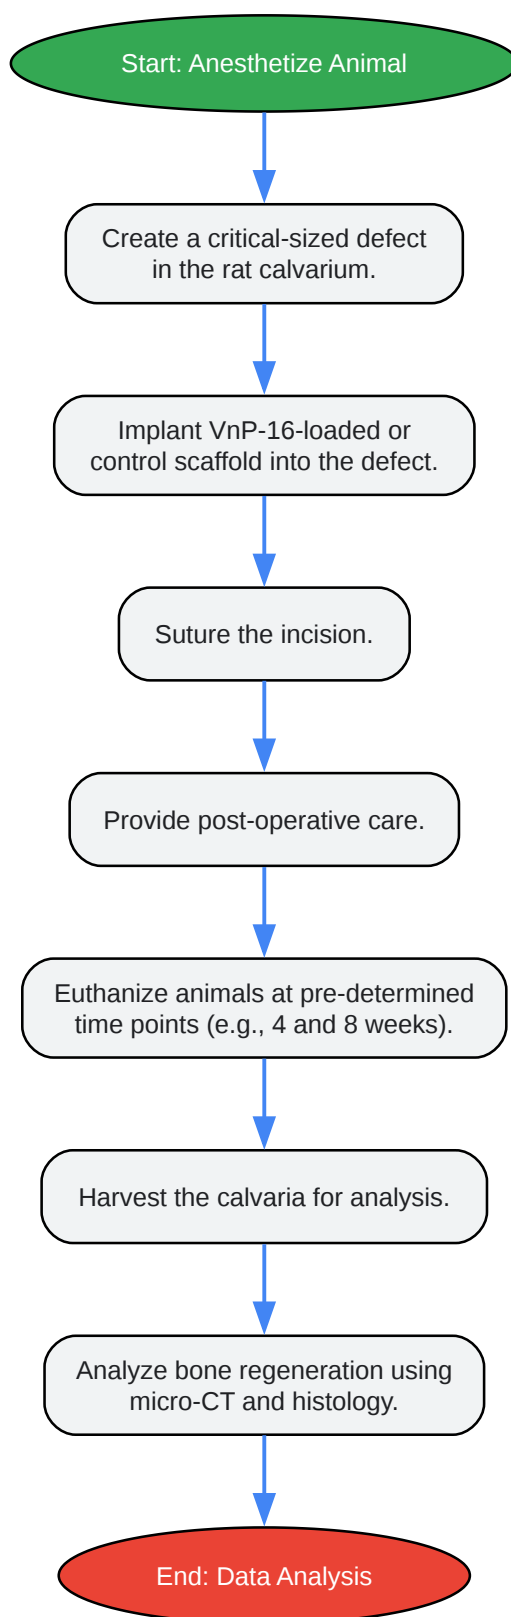 Start: Anesthetize Animal
Create a critical-sized defect
in the rat calvarium.
Implant VnP-16-loaded or
control scaffold into the defect.
Suture the incision.
Provide post-operative care.
Euthanize animals at pre-determined
time points (e.g., 4 and 8 weeks).
Harvest the calvaria for analysis.
Analyze bone regeneration using
micro-CT and histology.
End: Data Analysis